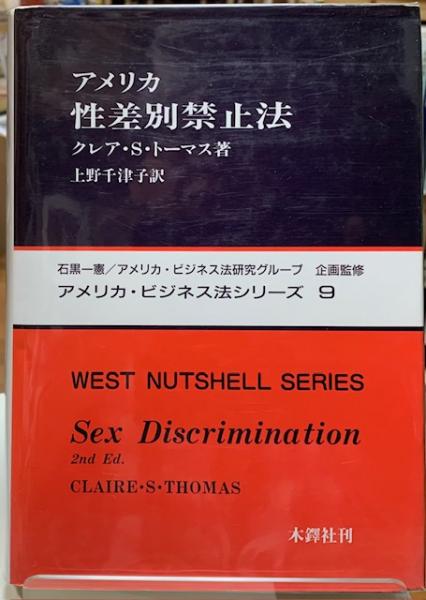 アメリカ
性差別禁止法
クレア・S・トーマス著
上野千津子訳
石黒一憲／アメリカ・ビジネス法研究グループ 企画監修
アメリカ・ビジネス法シリーズ 9
WEST NUTSHELL SERIES
Sex Discrimination
2nd Ed.
CLAIRE・S・THOMAS
木鐸社刊